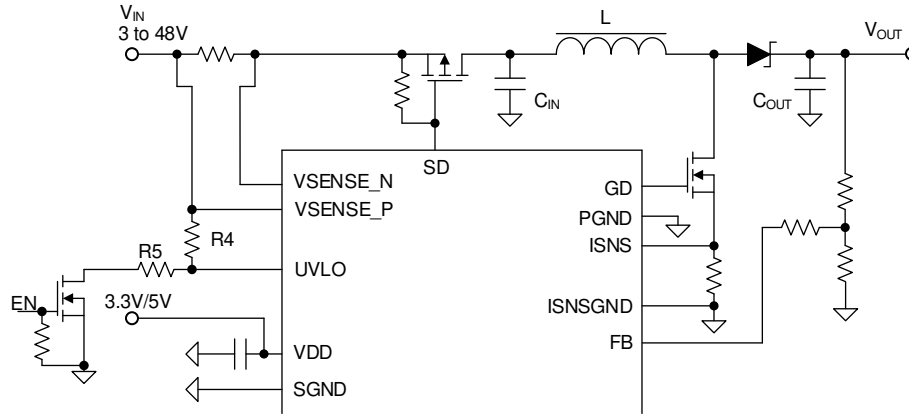 VIN
3 to 48V
L
VOUT
CIN
COUT
SD
VSENSE_N
GD
VSENSE_P
PGND
R4
ISNS
R5
UVLO
EN
3.3V/5V
ISNSGND
VDD
FB
SGND